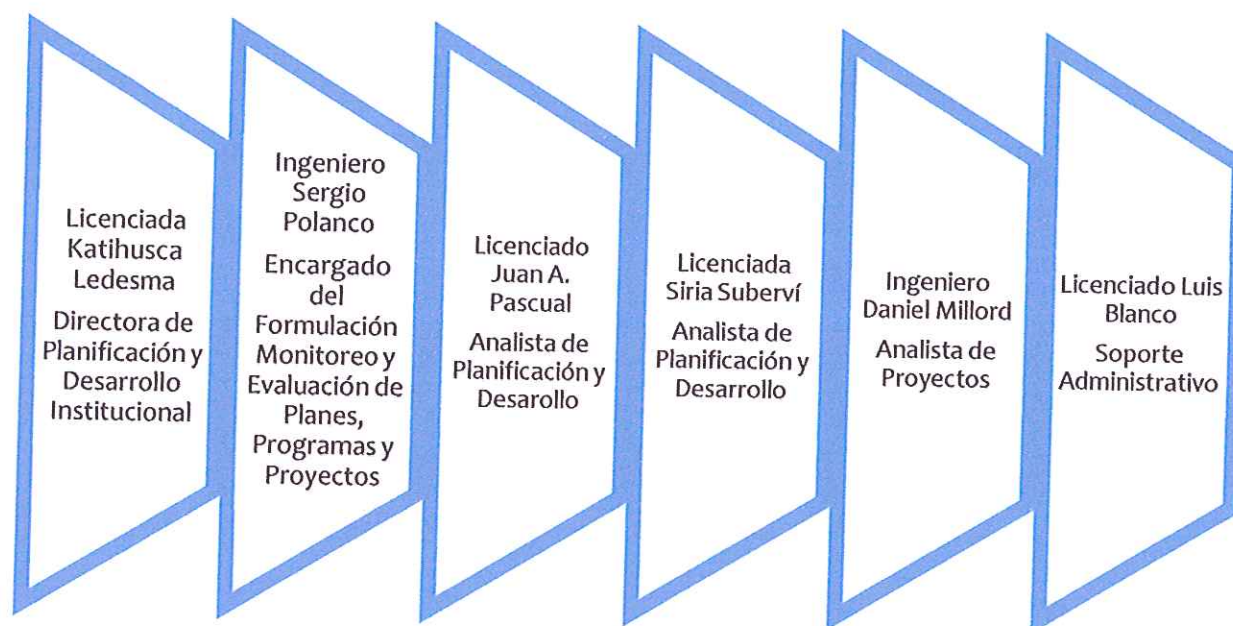 Licenciada
Katihusca
Ledesma
Directora de
Planificación y
Desarrollo
Institucional
Ingeniero
Sergio
Polanco
Encargado
del
Formulación
Monitoreo y
Evaluación de
Planes,
Programas y
Proyectos
Licenciado
Juan A.
Pascual
Analista de
Planificación y
Desarollo
Licenciada
Siria Suberví
Analista de
Planificación y
Desarrollo
Ingeniero
Daniel Millord
Analista de
Proyectos
Licenciado Luis
Blanco
Soporte
Administrativo